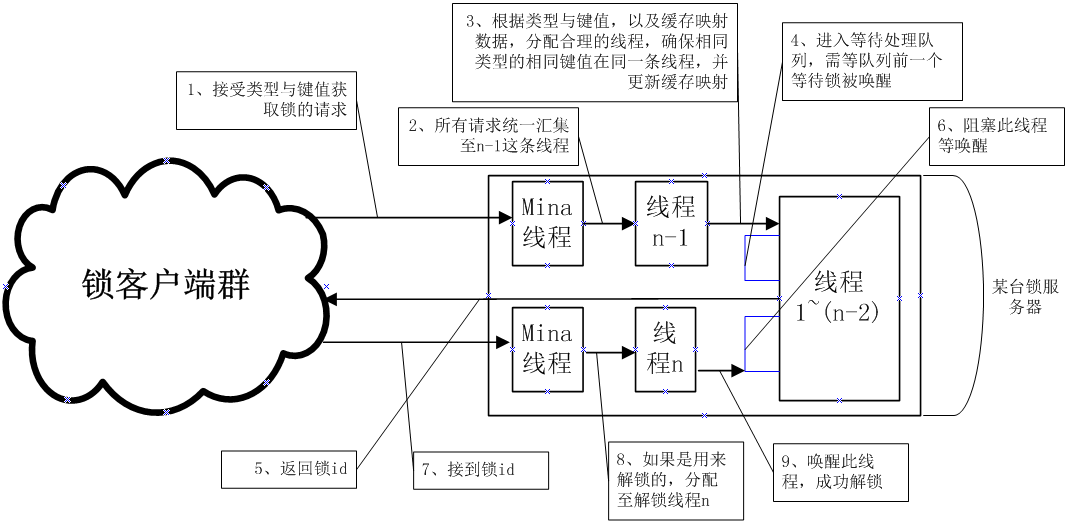 3、根据类型与键值，以及缓存映射
数据，分配合理的线程，确保相同
类型的相同键值在同一条线程，并
更新缓存映射
4、进入等待处理队
列，需等队列前一个
等待锁被唤醒
1、接受类型与键值获
取锁的请求
2、所有请求统一汇集
至n-1这条线程
6、阻塞此线程
等唤醒
Mina
线程
线程
n-1
锁客户端群
线程
1~(n-2)
某台锁服
务器
Mina
线程
线
程n
5、返回锁id
7、接到锁id
8、如果是用来
解锁的，分配
至解锁线程n
9、唤醒此线
程，成功解锁